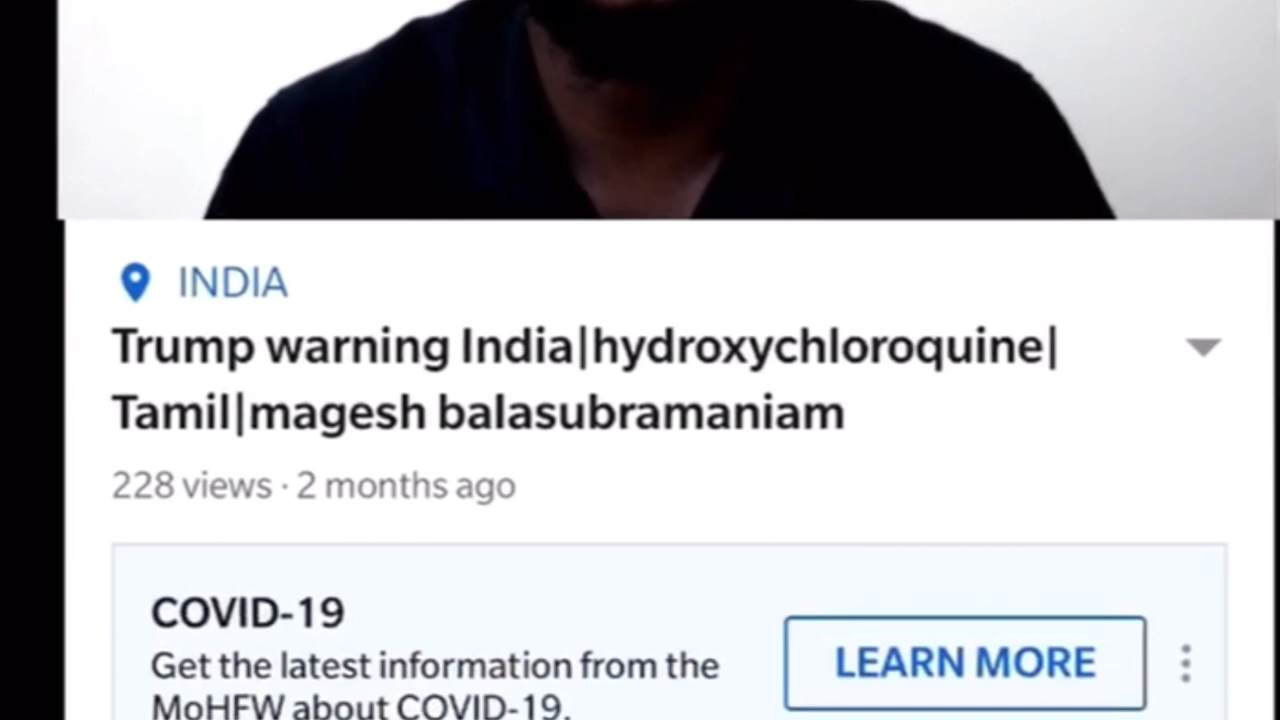 INDIA
Trump warning India|hydroxychloroquine|
Tamil|magesh balasubramaniam
228 views · 2 months ago
COVID-19
Get the latest information from the
LEARN MORE
MoHFW about COVID-19.